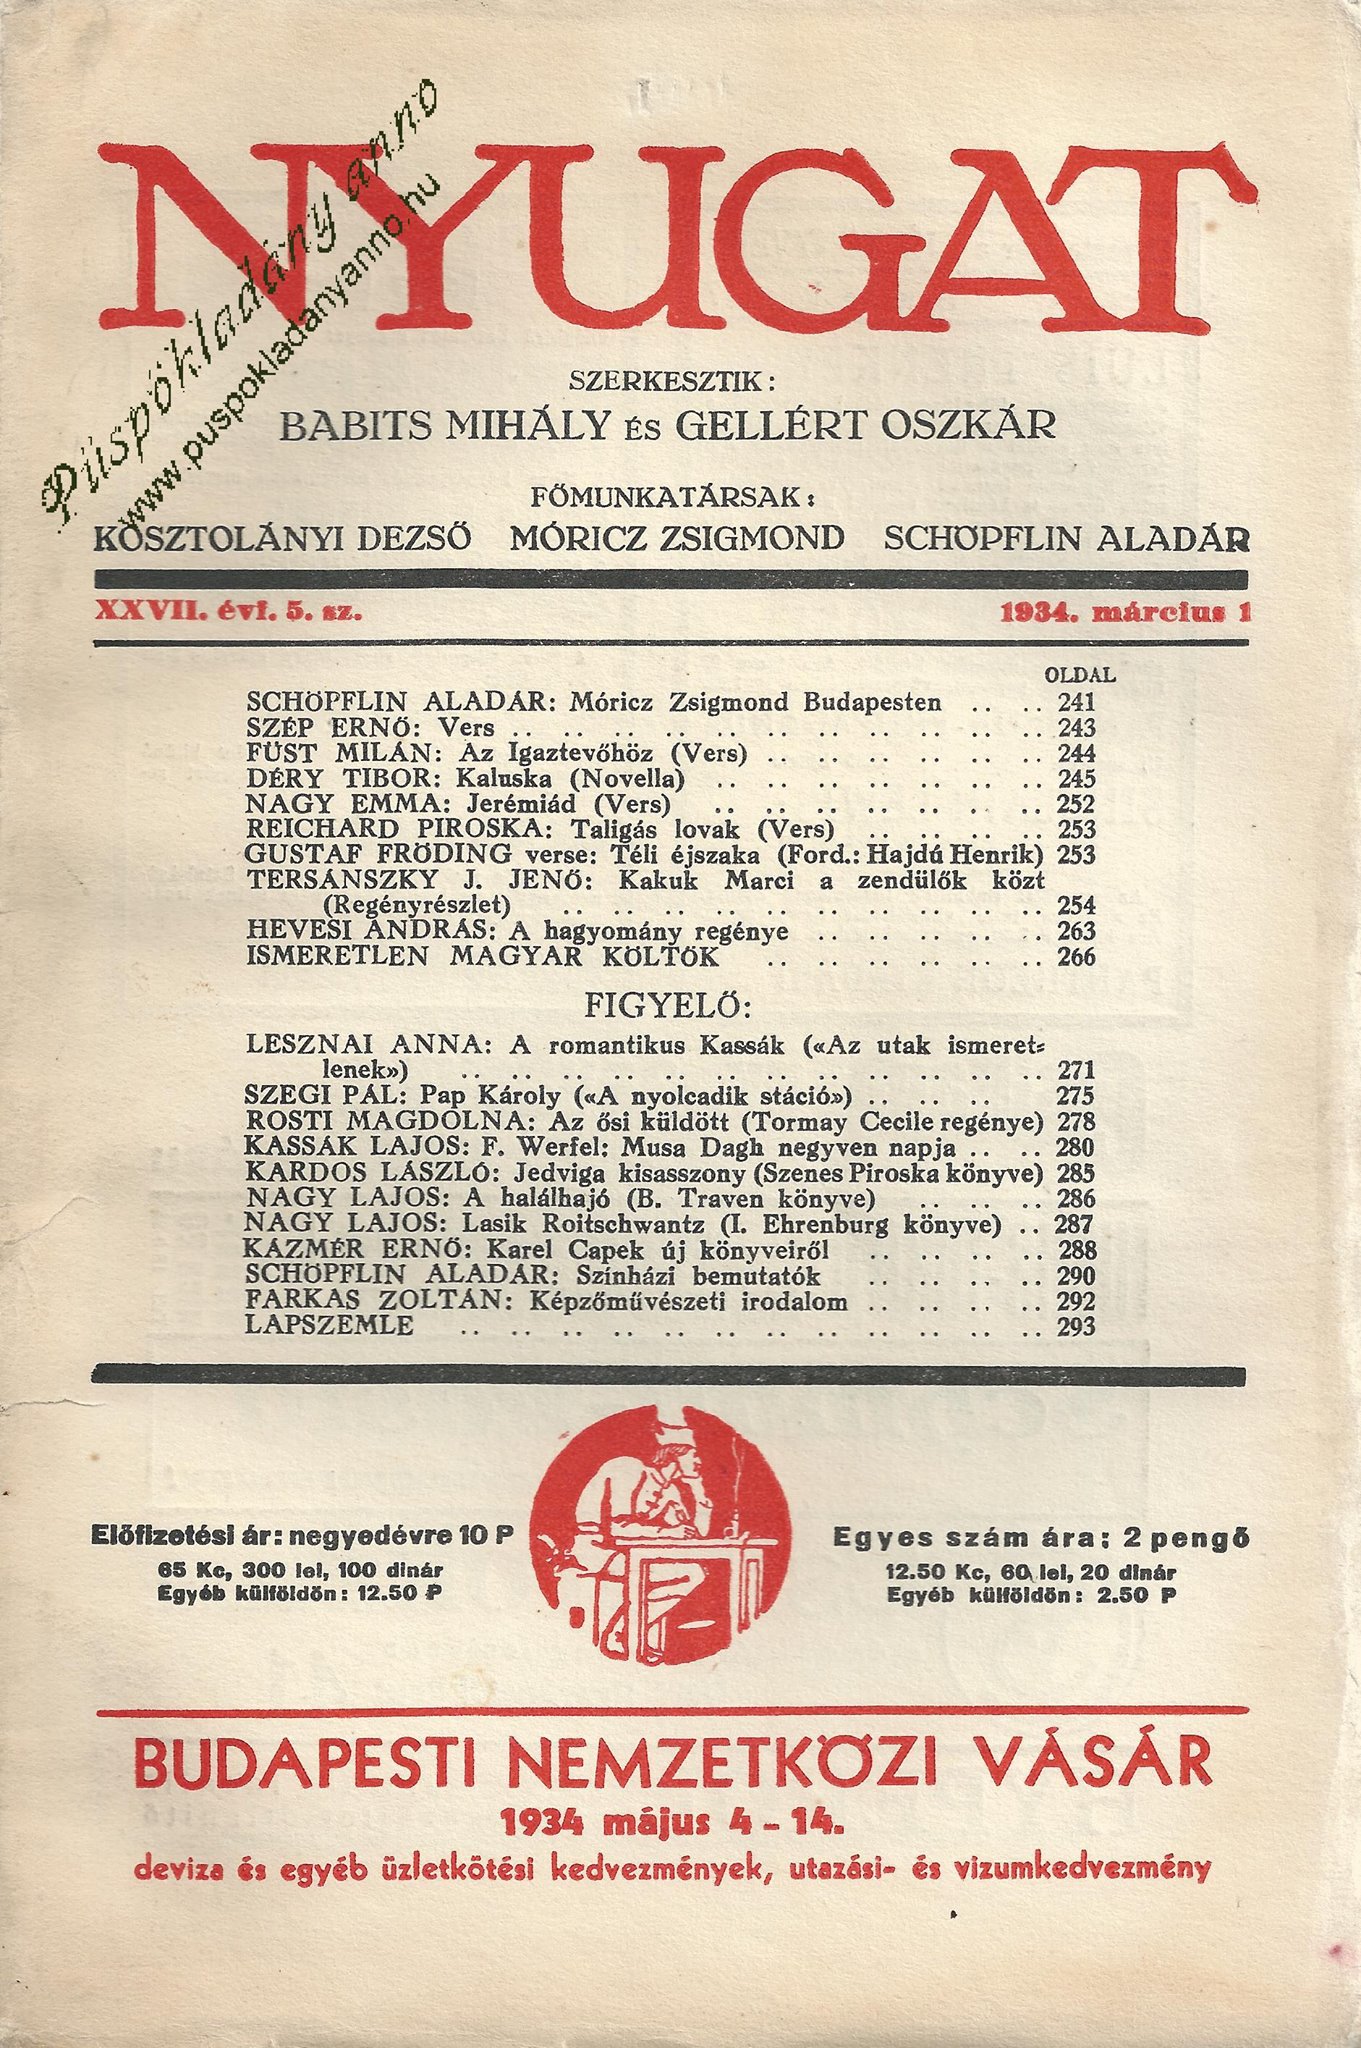 NYUGAT
Püspökladány anno
www.puspokladanyanno.hu
SZERKESZTIK:
BABITS MIHÁLY ÉS GELLÉRT OSZKÁR
FŐMUNKATÁRSAK:
KOSZTOLÁNYI DEZSŐ MÓRICZ ZSIGMOND SCHÖPFLIN ALADÁR
XXVII. évf. 5. sz. 1934. március 1
OLDAL
SCHÖPFLIN ALADÁR: Móricz Zsigmond Budapesten .. .. 241
SZÉP ERNŐ: Vers .. .. .. .. .. .. .. .. .. .. .. 243
FÜST MILÁN: Az Igaztevőhöz (Vers) .. .. .. .. .. .. 244
DÉRY TIBOR: Kaluska (Novella) .. .. .. .. .. .. .. 245
NAGY EMMA: Jerémiád (Vers) .. .. .. .. .. .. .. 252
REICHARD PIROSKA: Taligás lovak (Vers) .. .. .. .. 253
GUSTAF FRÖDING verse: Téli éjszaka (Ford.: Hajdú Henrik) 253
TERSÁNSZKY J. JENŐ: Kakuk Marci a zendülők közt
(Regényrészlet) .. .. .. .. .. .. .. .. .. .. 254
HEVESI ANDRÁS: A hagyomány regénye .. .. .. .. .. 263
ISMERETLEN MAGYAR KÖLTŐK .. .. .. .. .. .. 266
FIGYELŐ:
LESZNAI ANNA: A romantikus Kassák («Az utak ismeret-
lenek») .. .. .. .. .. .. .. .. .. .. .. .. 271
SZEGI PÁL: Pap Károly («A nyolcadik stáció») .. .. .. 275
ROSTI MAGDOLNA: Az ősi küldött (Tormay Cecile regénye) 278
KASSÁK LAJOS: F. Werfel: Musa Dagh negyven napja .. .. 280
KARDOS LÁSZLÓ: Jedviga kisasszony (Szenes Piroska könyve) 285
NAGY LAJOS: A halálhajó (B. Traven könyve) .. .. .. 286
NAGY LAJOS: Lasik Roitschwantz (I. Ehrenburg könyve) .. 287
KÁZMÉR ERNŐ: Karel Capek új könyveiről .. .. .. .. 288
SCHÖPFLIN ALADÁR: Színházi bemutatók .. .. .. .. 290
FARKAS ZOLTÁN: Képzőművészeti irodalom .. .. .. .. 292
LAPSZEMLE .. .. .. .. .. .. .. .. .. .. .. .. 293
Előfizetési ár: negyedévre 10 P
65 Kc, 300 lei, 100 dinár
Egyéb külföldön: 12.50 P
Egyes szám ára: 2 pengő
12.50 Kc, 60 lei, 20 dinár
Egyéb külföldön: 2.50 P
BUDAPESTI NEMZETKÖZI VÁSÁR
1934 május 4 - 14.
deviza és egyéb üzletkötési kedvezmények, utazási- és vizumkedvezmény